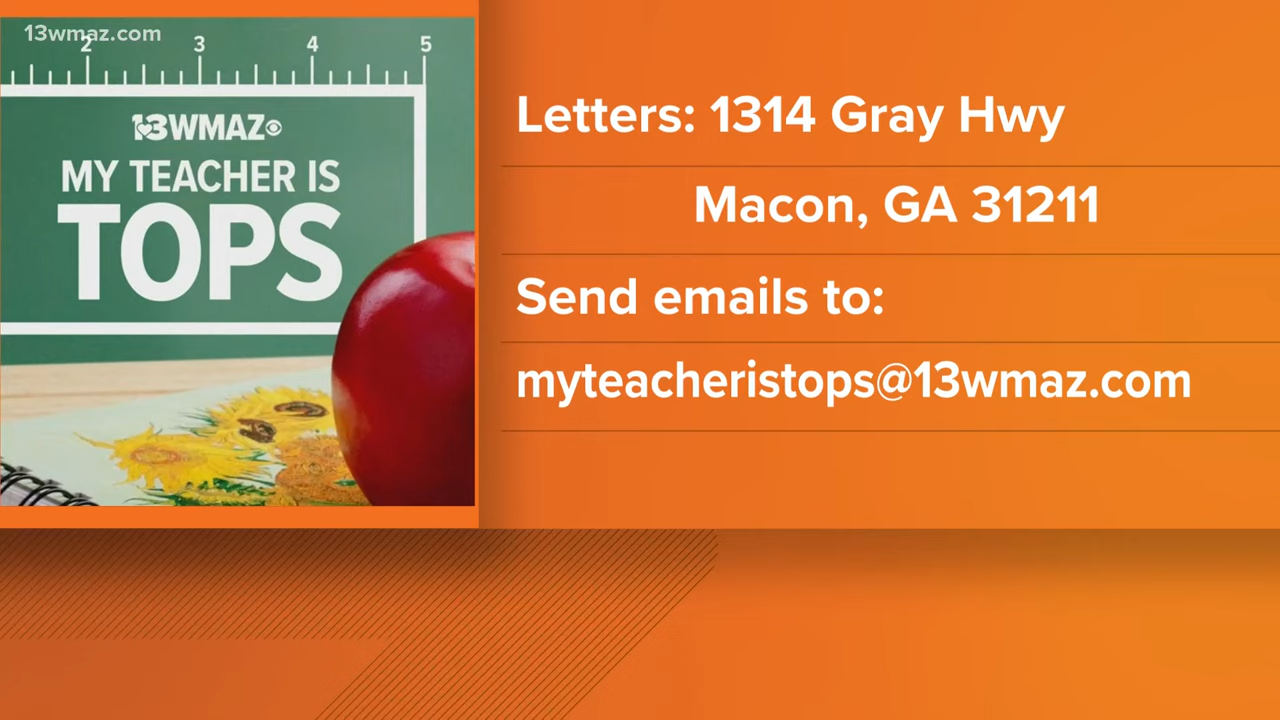 13wmaz.com
2 3 4 5
13WMAZ
MY TEACHER IS
TOPS
Letters: 1314 Gray Hwy
Macon, GA 31211
Send emails to:
myteacheristops@13wmaz.com